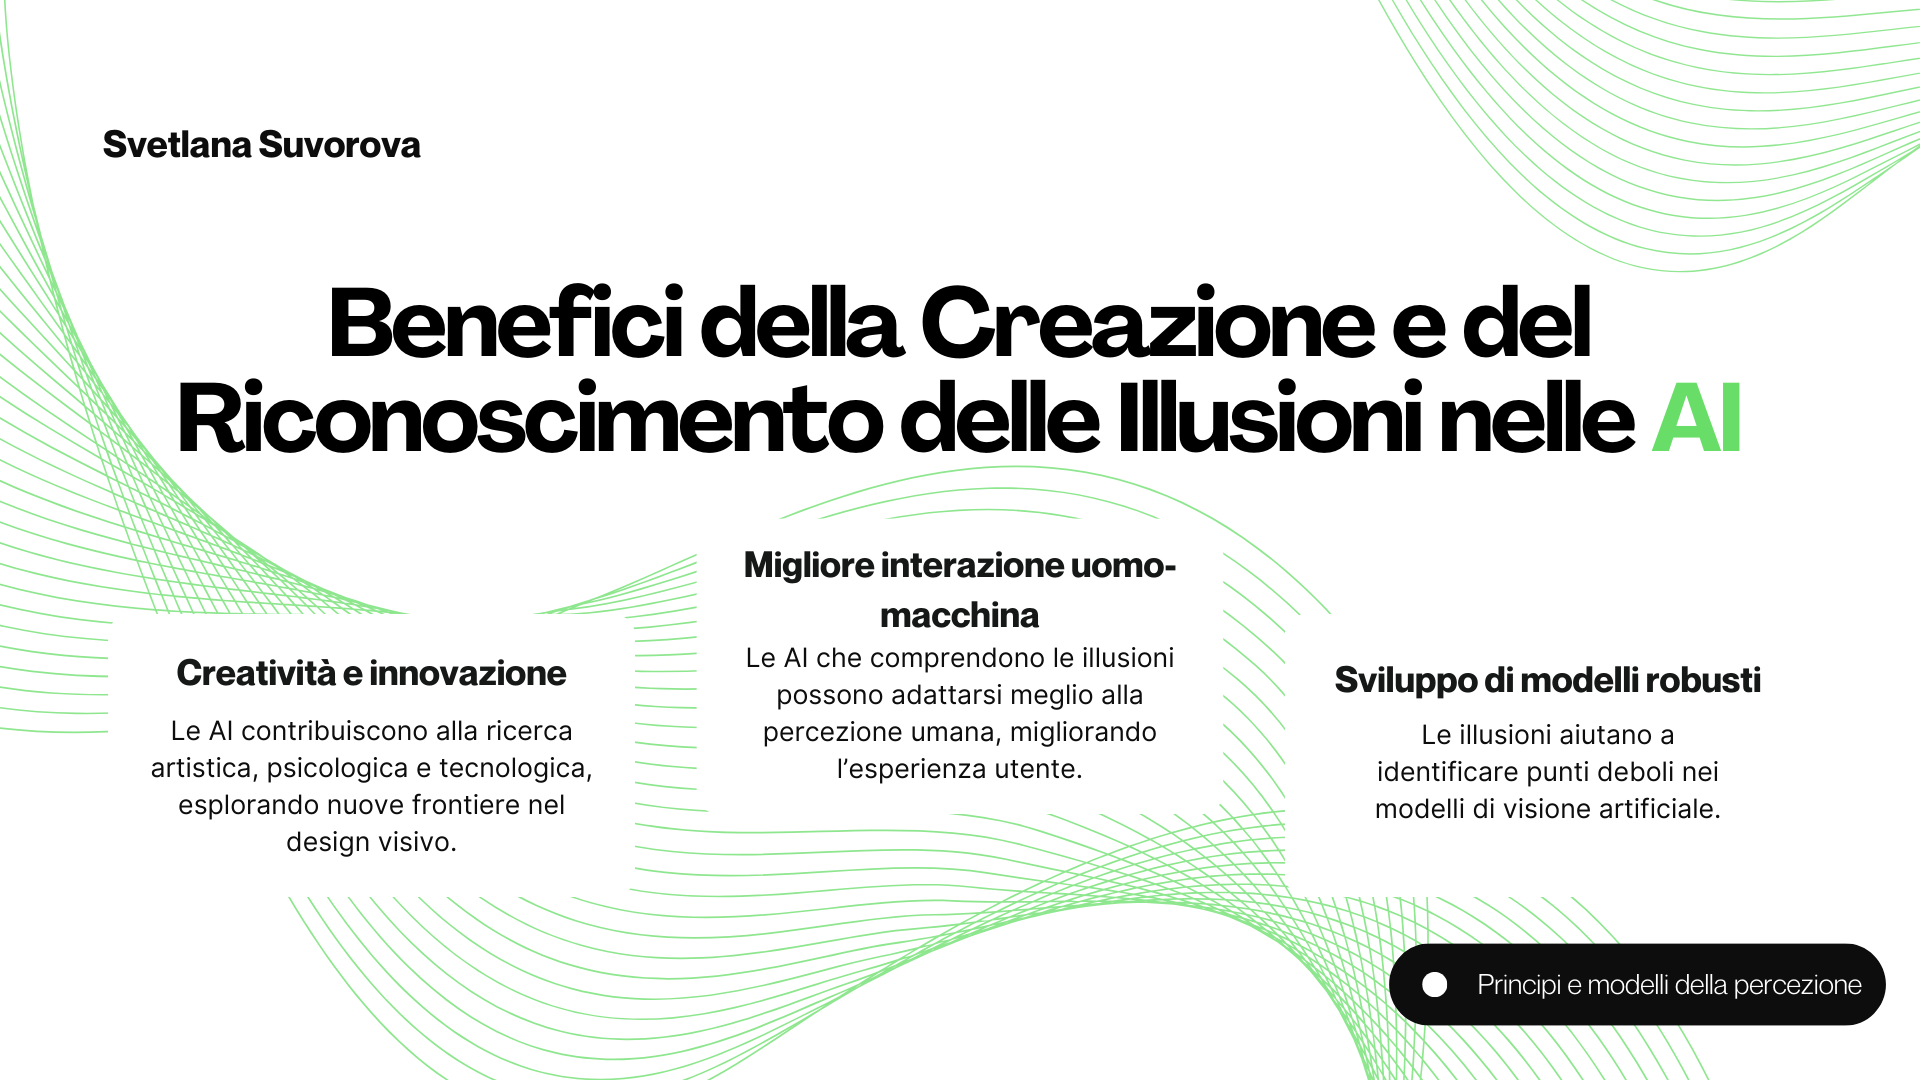 Svetlana Suvorova
Benefici della Creazione e del
Riconoscimento delle Illusioni nelle AI
Creatività e innovazione
Le AI contribuiscono alla ricerca
artistica, psicologica e tecnologica,
esplorando nuove frontiere nel
design visivo.
Migliore interazione uomo-
macchina
Le AI che comprendono le illusioni
possono adattarsi meglio alla
percezione umana, migliorando
l’esperienza utente.
Sviluppo di modelli robusti
Le illusioni aiutano a
identificare punti deboli nei
modelli di visione artificiale.
Principi e modelli della percezione